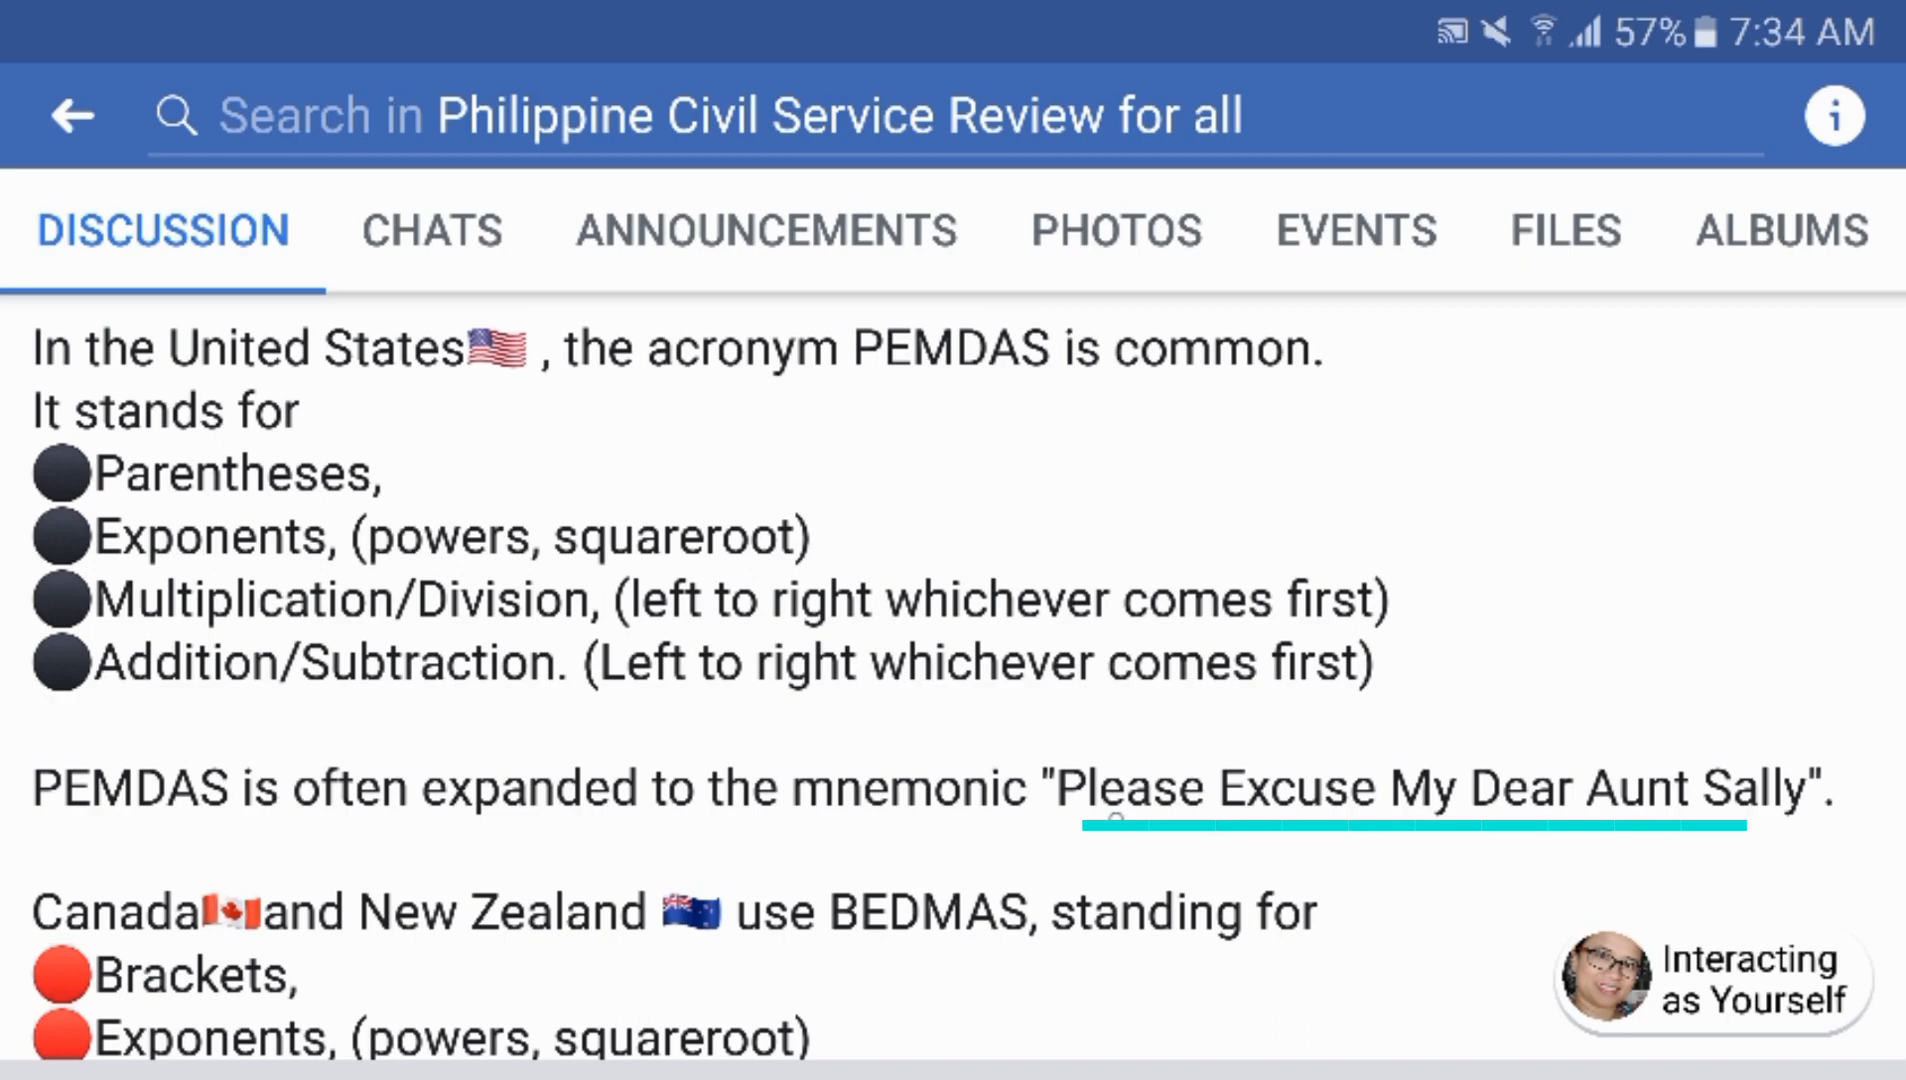 57% 7:34 AM
Search in Philippine Civil Service Review for all
DISCUSSION CHATS ANNOUNCEMENTS PHOTOS EVENTS FILES ALBUMS
In the United States🇺🇸 , the acronym PEMDAS is common.
It stands for
⚫Parentheses,
⚫Exponents, (powers, squareroot)
⚫Multiplication/Division, (left to right whichever comes first)
⚫Addition/Subtraction. (Left to right whichever comes first)
PEMDAS is often expanded to the mnemonic "Please Excuse My Dear Aunt Sally".
Canada🇨🇦and New Zealand 🇳🇿 use BEDMAS, standing for
🔴Brackets,
🔴Exponents, (powers, squareroot)
Interacting
as Yourself